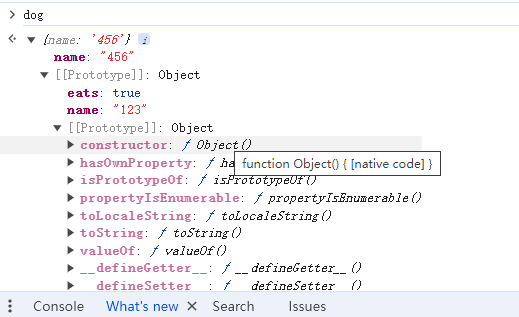 > dog
{name: '456'} i
name: "456"
[[Prototype]]: Object
eats: true
name: "123"
[[Prototype]]: Object
constructor: ƒ Object()
hasOwnProperty: ƒ ha
function Object() { [native code] }
isPrototypeOf: ƒ isPrototypeOf()
propertyIsEnumerable: ƒ propertyIsEnumerable()
toLocaleString: ƒ toLocaleString()
toString: ƒ toString()
valueOf: ƒ valueOf()
__defineGetter__: ƒ __defineGetter__()
__defineSetter__: ƒ __defineSetter__()
Console What's new Search Issues